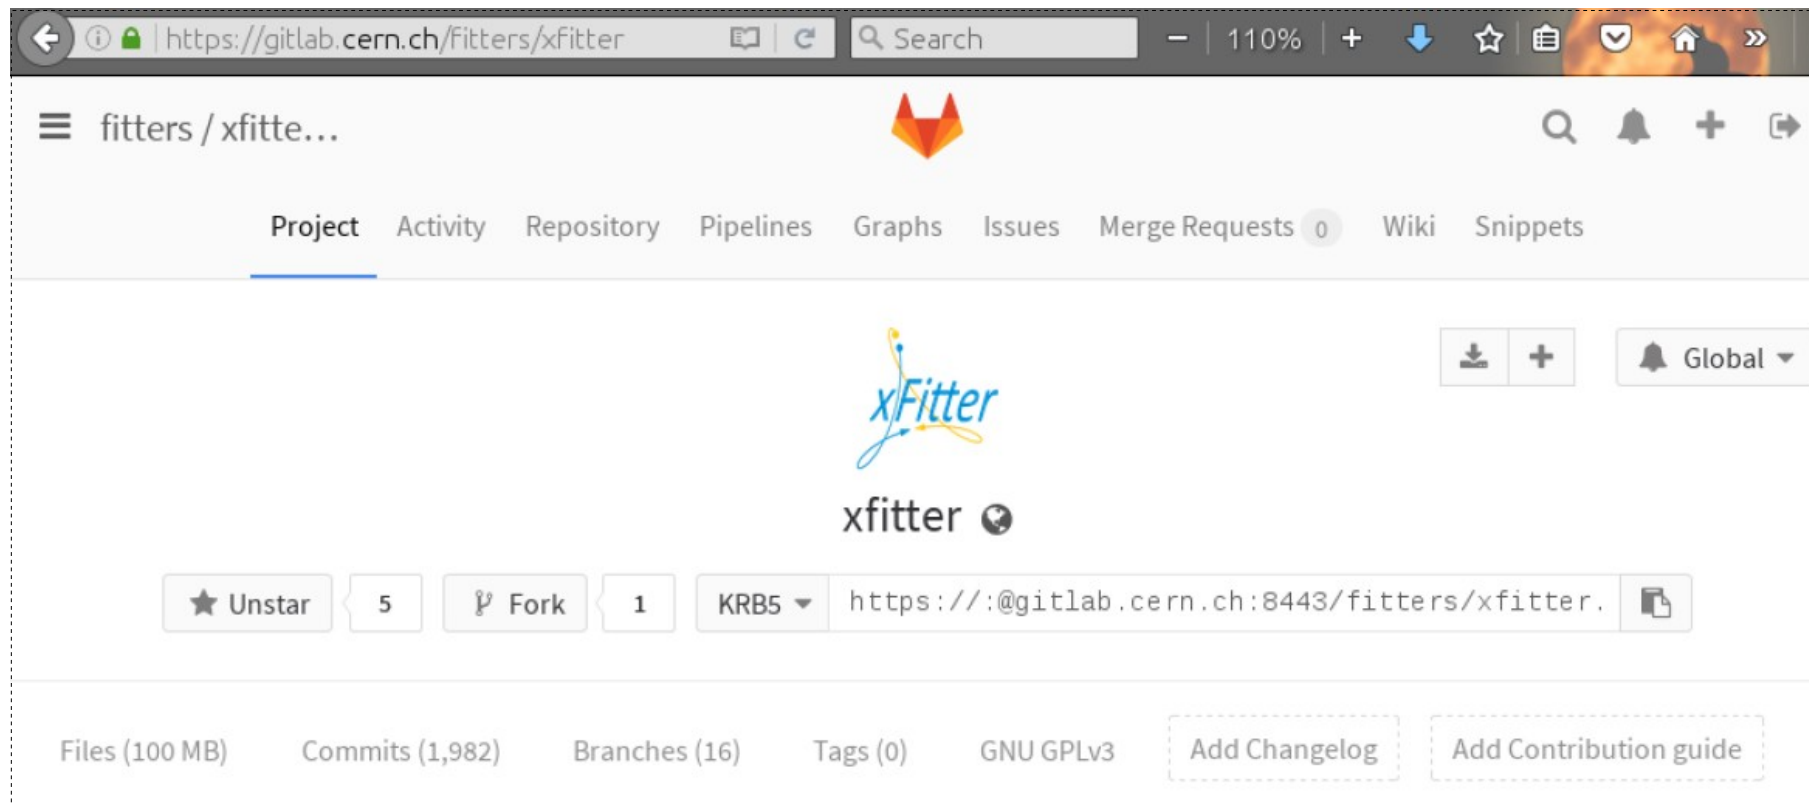 https://gitlab.cern.ch/fitters/xfitter Search 110%
fitters / xfitte...
Project Activity Repository Pipelines Graphs Issues Merge Requests 0 Wiki Snippets
Global
xFitter
xfitter
Unstar 5 Fork 1 KRB5 https://:@gitlab.cern.ch:8443/fitters/xfitter.
Files (100 MB) Commits (1,982) Branches (16) Tags (0) GNU GPLv3 Add Changelog Add Contribution guide